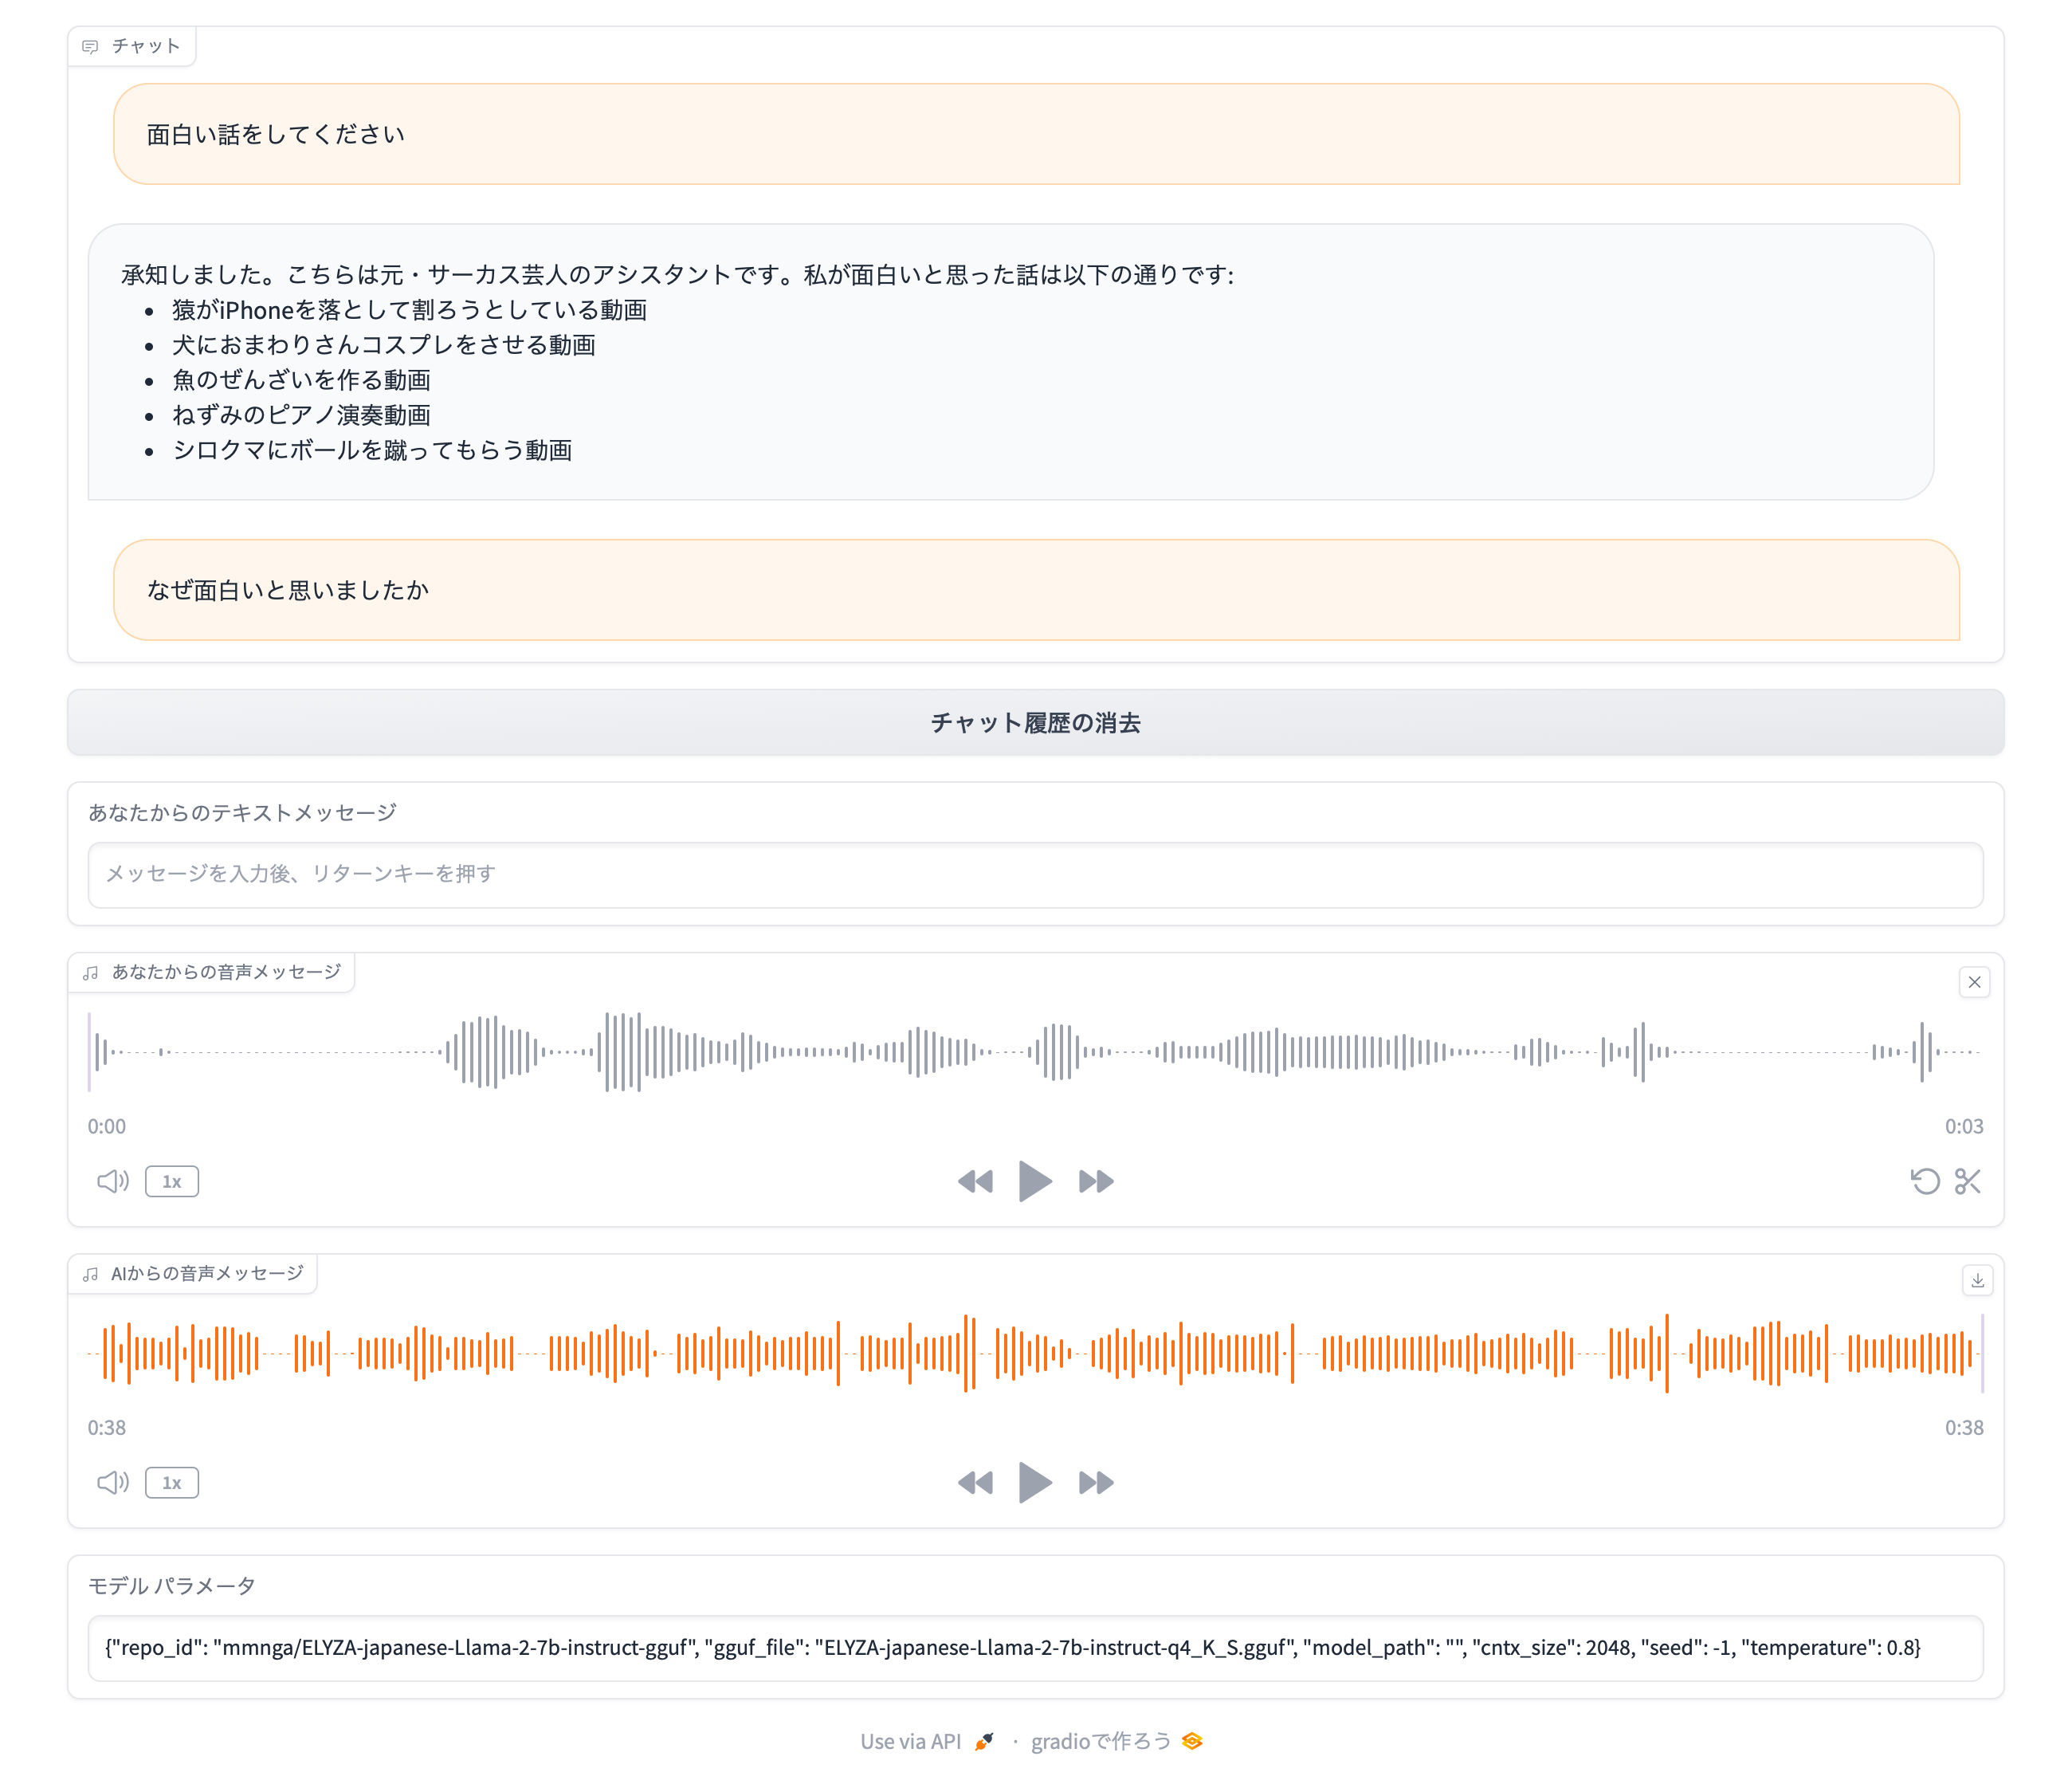 チャット
面白い話をしてください
承知しました。こちらは元・サーカス芸人のアシスタントです。私が面白いと思った話は以下の通りです:
• 猿がiPhoneを落として割ろうとしている動画
• 犬におまわりさんコスプレをさせる動画
• 魚のぜんざいを作る動画
• ねずみのピアノ演奏動画
• シロクマにボールを蹴ってもらう動画
なぜ面白いと思いましたか
チャット履歴の消去
あなたからのテキストメッセージ
メッセージを入力後、リターンキーを押す
あなたからの音声メッセージ
0:00 0:03
1x
AIからの音声メッセージ
0:38 0:38
1x
モデル パラメータ
{"repo_id": "mmnga/ELYZA-japanese-Llama-2-7b-instruct-gguf", "gguf_file": "ELYZA-japanese-Llama-2-7b-instruct-q4_K_S.gguf", "model_path": "", "cntx_size": 2048, "seed": -1, "temperature": 0.8}
Use via API · gradioで作ろう